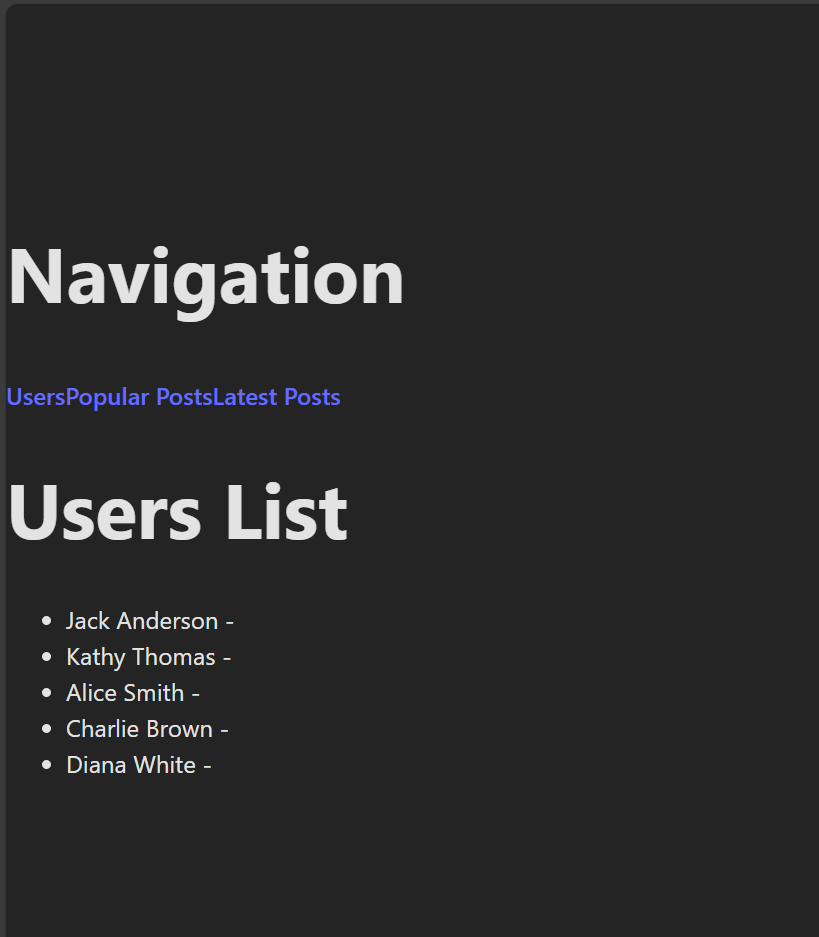 Navigation
UsersPopular PostsLatest Posts
Users List
Jack Anderson -
Kathy Thomas -
Alice Smith -
Charlie Brown -
Diana White -